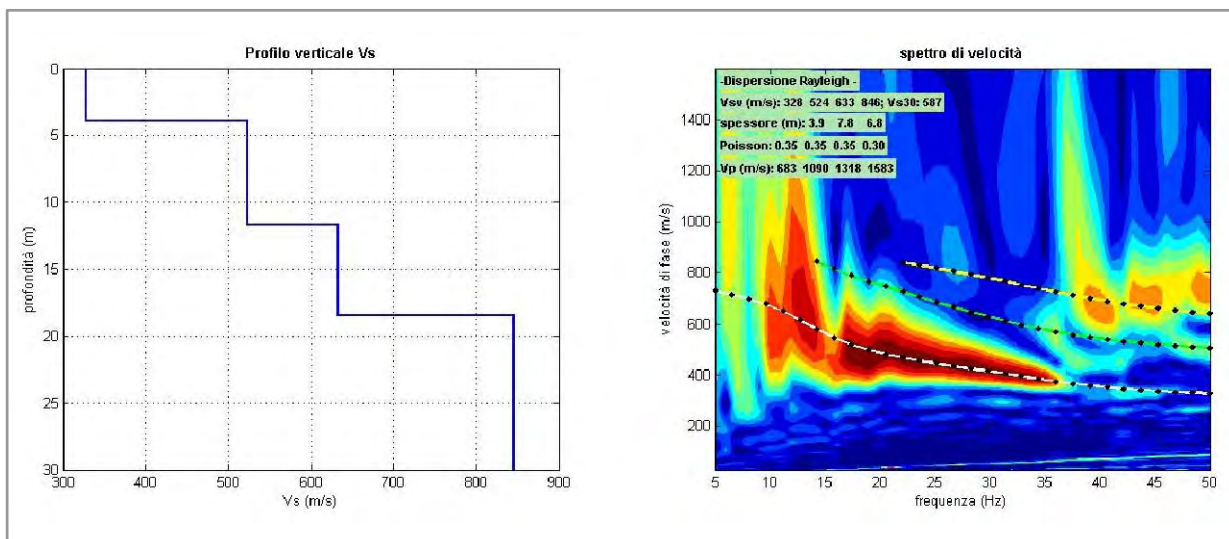 Profilo verticale Vs
0
5
10
15
20
25
30
profondità (m)
300 400 500 600 700 800 900
Vs (m/s)
spettro di velocità
-Dispersione Rayleigh -
Vsv (m/s): 328 524 633 846; Vs30: 587
spessore (m): 3.9 7.8 6.8
Poisson: 0.35 0.35 0.35 0.30
Vp (m/s): 683 1090 1318 1583
1400
1200
1000
800
600
400
200
velocità di fase (m/s)
5 10 15 20 25 30 35 40 45 50
frequenza (Hz)